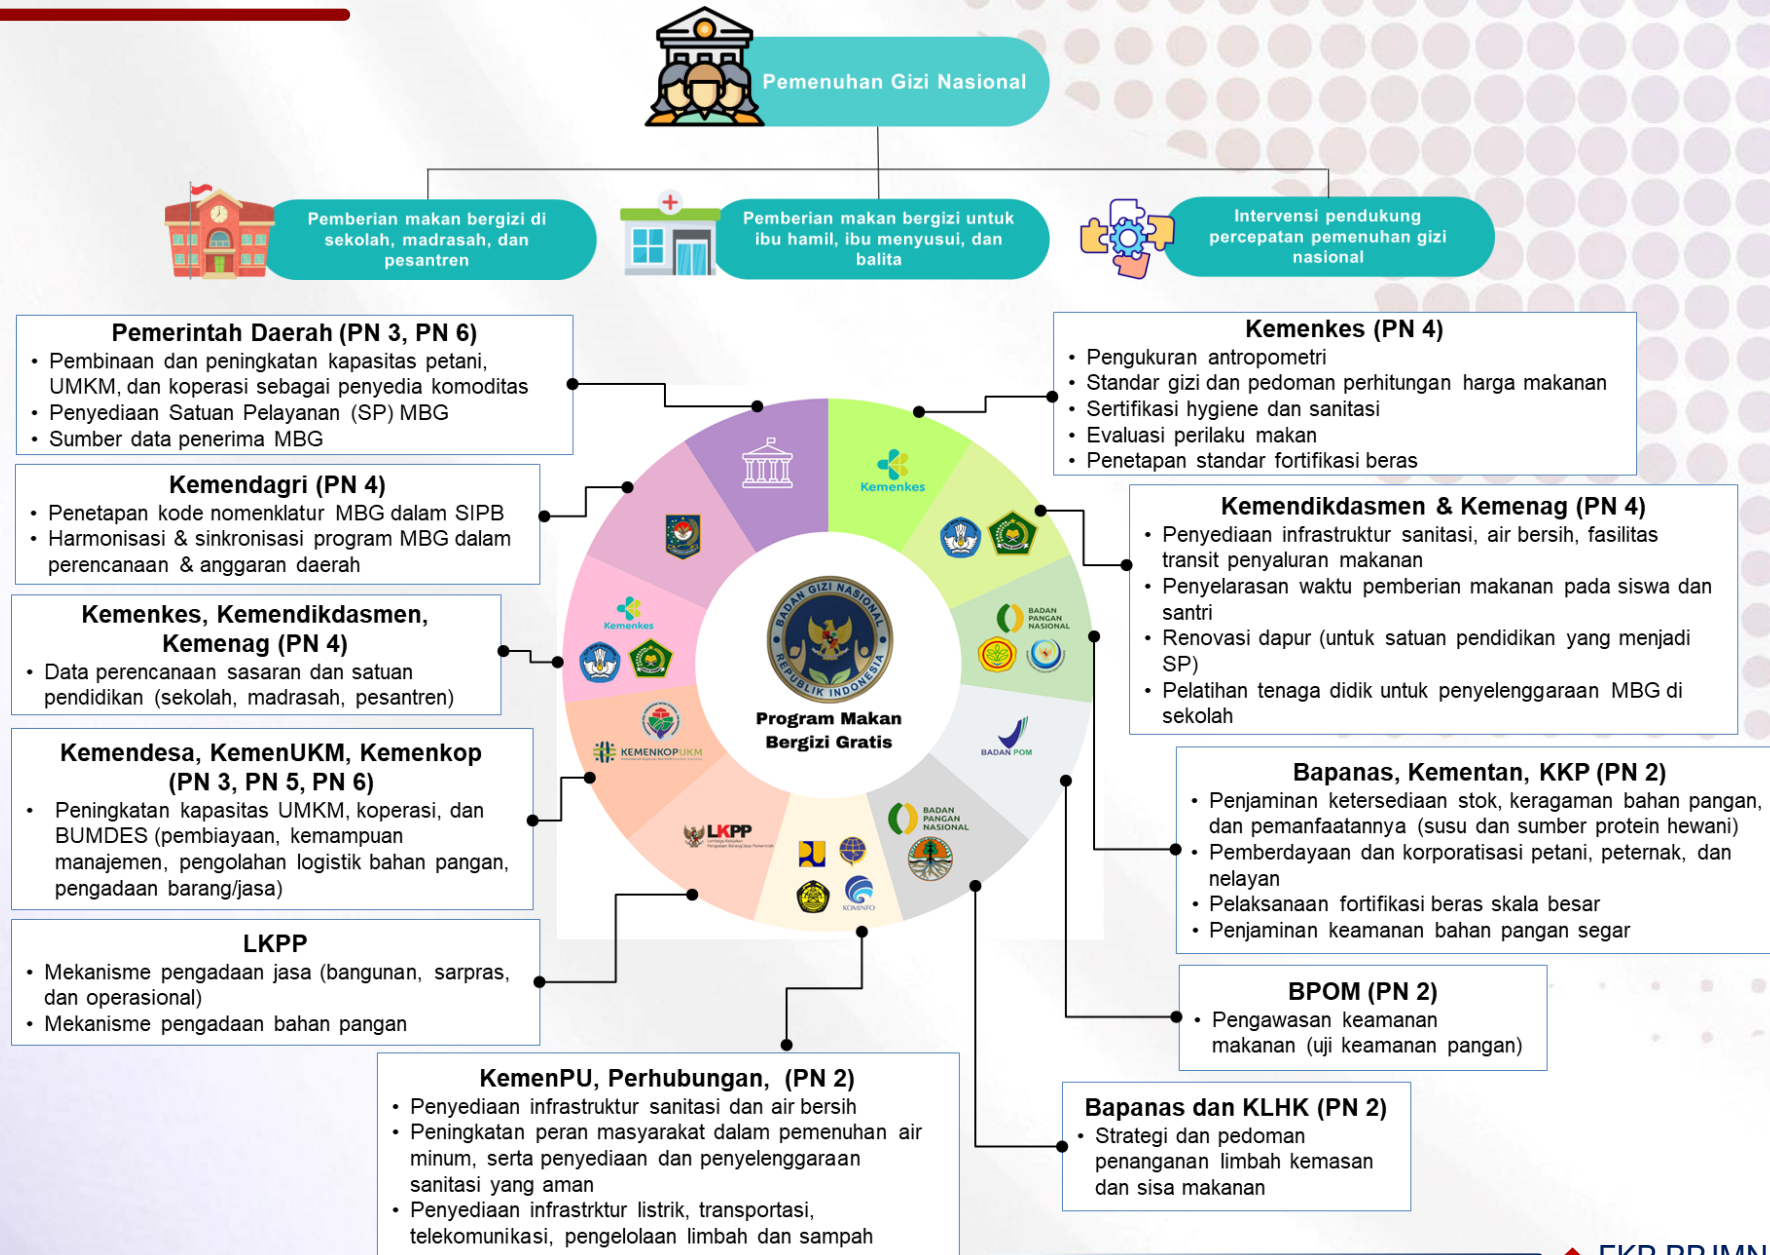 Pemenuhan Gizi Nasional
Pemberian makan bergizi di
sekolah, madrasah, dan
pesantren
Pemberian makan bergizi untuk
ibu hamil, ibu menyusui, dan
balita
Intervensi pendukung
percepatan pemenuhan gizi
nasional
Pemerintah Daerah (PN 3, PN 6)
• Pembinaan dan peningkatan kapasitas petani,
UMKM, dan koperasi sebagai penyedia komoditas
• Penyediaan Satuan Pelayanan (SP) MBG
• Sumber data penerima MBG
Kemendagri (PN 4)
• Penetapan kode nomenklatur MBG dalam SIPB
• Harmonisasi & sinkronisasi program MBG dalam
perencanaan & anggaran daerah
Kemenkes, Kemendikdasmen,
Kemenag (PN 4)
• Data perencanaan sasaran dan satuan
pendidikan (sekolah, madrasah, pesantren)
Kemendesa, KemenUKM, Kemenkop
(PN 3, PN 5, PN 6)
• Peningkatan kapasitas UMKM, koperasi, dan
BUMDES (pembiayaan, kemampuan
manajemen, pengolahan logistik bahan pangan,
pengadaan barang/jasa)
LKPP
• Mekanisme pengadaan jasa (bangunan, sarpras,
dan operasional)
• Mekanisme pengadaan bahan pangan
KemenPU, Perhubungan, (PN 2)
• Penyediaan infrastruktur sanitasi dan air bersih
• Peningkatan peran masyarakat dalam pemenuhan air
minum, serta penyediaan dan penyelenggaraan
sanitasi yang aman
• Penyediaan infrastrktur listrik, transportasi,
telekomunikasi, pengelolaan limbah dan sampah
Kemenkes
Kemenkes
BADAN
PANGAN
NASIONAL
BADAN POM
BADAN
PANGAN
NASIONAL
KOMINFO
LKPP
KEMENKOPUKM
BADAN GIZI NASIONAL
REPUBLIK INDONESIA
Program Makan
Bergizi Gratis
Kemenkes (PN 4)
• Pengukuran antropometri
• Standar gizi dan pedoman perhitungan harga makanan
• Sertifikasi hygiene dan sanitasi
• Evaluasi perilaku makan
• Penetapan standar fortifikasi beras
Kemendikdasmen & Kemenag (PN 4)
• Penyediaan infrastruktur sanitasi, air bersih, fasilitas
transit penyaluran makanan
• Penyelarasan waktu pemberian makanan pada siswa dan
santri
• Renovasi dapur (untuk satuan pendidikan yang menjadi
SP)
• Pelatihan tenaga didik untuk penyelenggaraan MBG di
sekolah
Bapanas, Kementan, KKP (PN 2)
• Penjaminan ketersediaan stok, keragaman bahan pangan,
dan pemanfaatannya (susu dan sumber protein hewani)
• Pemberdayaan dan korporatisasi petani, peternak, dan
nelayan
• Pelaksanaan fortifikasi beras skala besar
• Penjaminan keamanan bahan pangan segar
BPOM (PN 2)
• Pengawasan keamanan
makanan (uji keamanan pangan)
Bapanas dan KLHK (PN 2)
• Strategi dan pedoman
penanganan limbah kemasan
dan sisa makanan